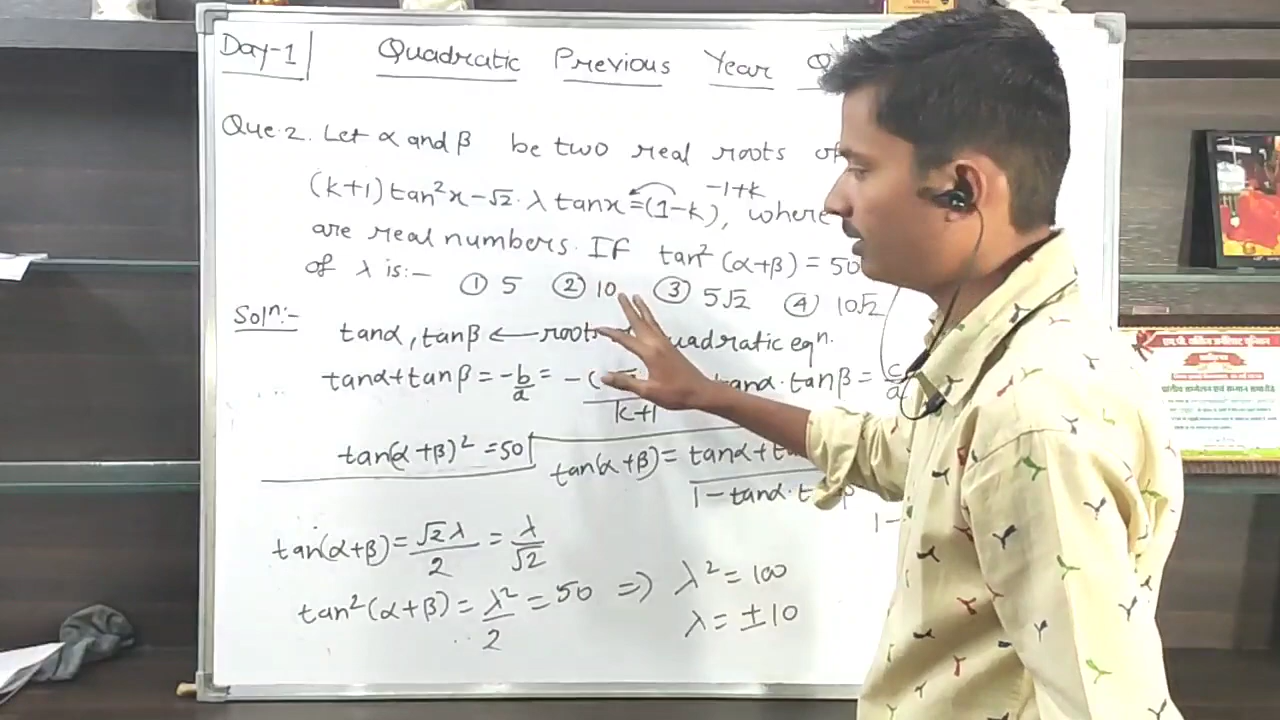 Day-1 Quadratic Previous Year Q
Que.2. Let α and β be two real roots of
(k+1) tan²x - √2 · λ tanx = (1-k), where
-1+k
are real numbers. If tan² (α+β) = 50
of λ is:- ① 5 ② 10 ③ 5√2 ④ 10√2
Solⁿ:-
tanα, tanβ ← roots quadratic eqⁿ.
tanα+tanβ = -b/a = - k+1 tanα · tanβ = c/a
tan(α+β)² = 50 tan(α+β) = tanα+ / 1-tanα·
1-
tan(α+β) = √2λ/2 = λ/√2
tan²(α+β) = λ²/2 = 50 ⇒ λ² = 100
λ = ±10